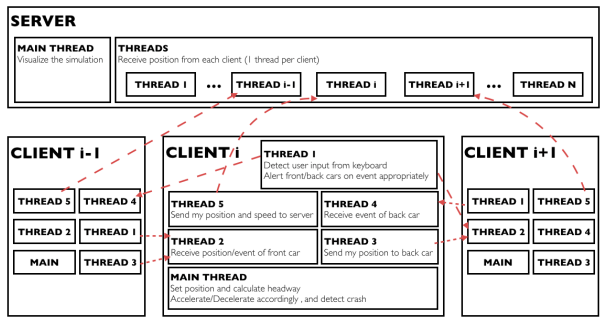 SERVER
MAIN THREAD
Visualize the simulation
THREADS
Receive position from each client (1 thread per client)
THREAD 1
...
THREAD i-1
THREAD i
THREAD i+1
...
THREAD N
CLIENT i-1
THREAD 5
THREAD 4
THREAD 2
THREAD 1
MAIN
THREAD 3
CLIENT i
THREAD 1
Detect user input from keyboard
Alert front/back cars on event appropriately
THREAD 5
Send my position and speed to server
THREAD 4
Receive event of back car
THREAD 2
Receive position/event of front car
THREAD 3
Send my position to back car
MAIN THREAD
Set position and calculate headway
Accelerate/Decelerate accordingly , and detect crash
CLIENT i+1
THREAD 1
THREAD 5
THREAD 2
THREAD 4
MAIN
THREAD 3